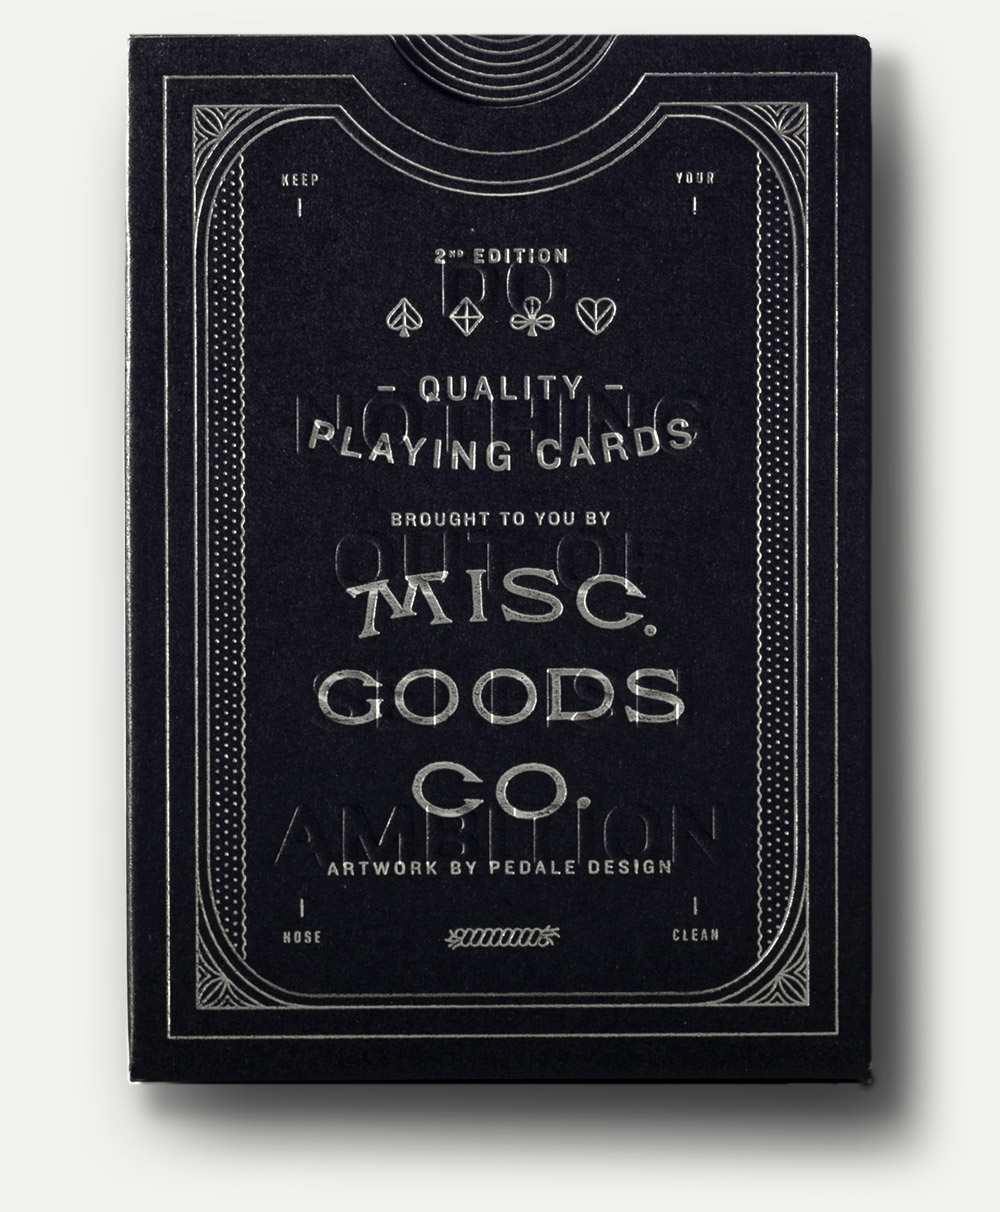 KEEP YOUR
2ND EDITION
DO
– QUALITY –
NOTHING
PLAYING CARDS
BROUGHT TO YOU BY
OUT OF
MISC.
GOODS
CO.
AMBITION
ARTWORK BY PEDALE DESIGN
NOSE CLEAN